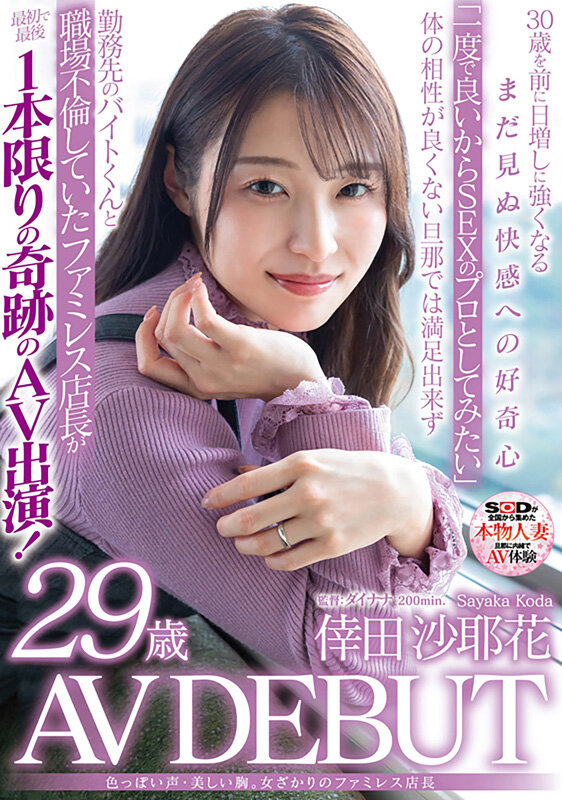 30歳を前に日増しに強くなる
まだ見ぬ快感への好奇心
「一度で良いからSEXのプロとしてみたい」
体の相性が良くない旦那では満足出来ず
勤務先のバイトくんと
職場不倫していたファミレス店長が
最初で
最後
1本限りの奇跡のAV出演!
SODが
全国から集めた
本物人妻
旦那に内緒で
AV体験
監督:ダイナナ 200min. Sayaka Koda
29歳
倖田沙耶花
AV DEBUT
色っぽい声・美しい胸。女ざかりのファミレス店長